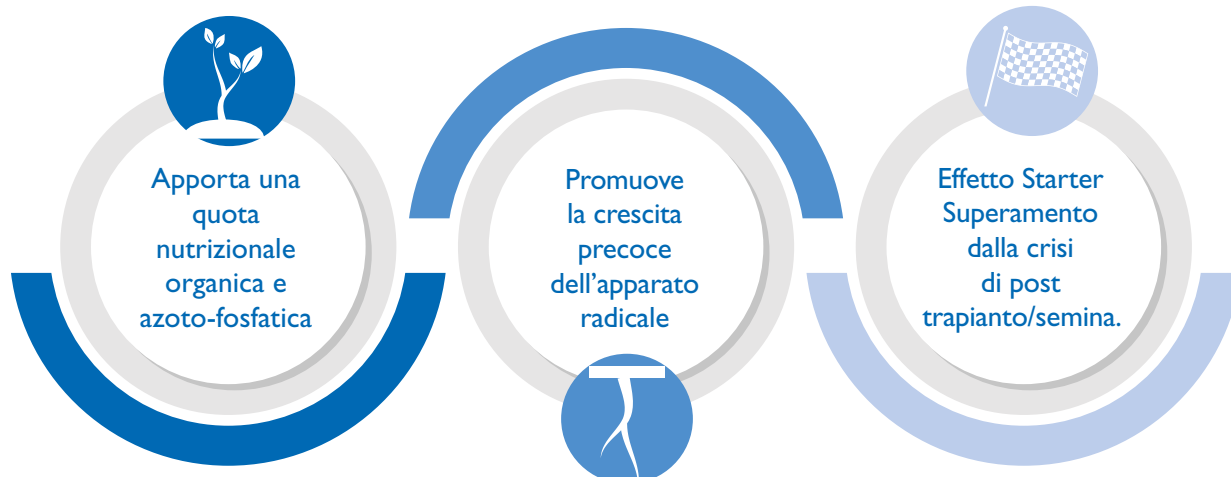 Apporta una
quota
nutrizionale
organica e
azoto-fosfatica
Promuove
la crescita
precoce
dell’apparato
radicale
Effetto Starter
Superamento
dalla crisi
di post
trapianto/semina.